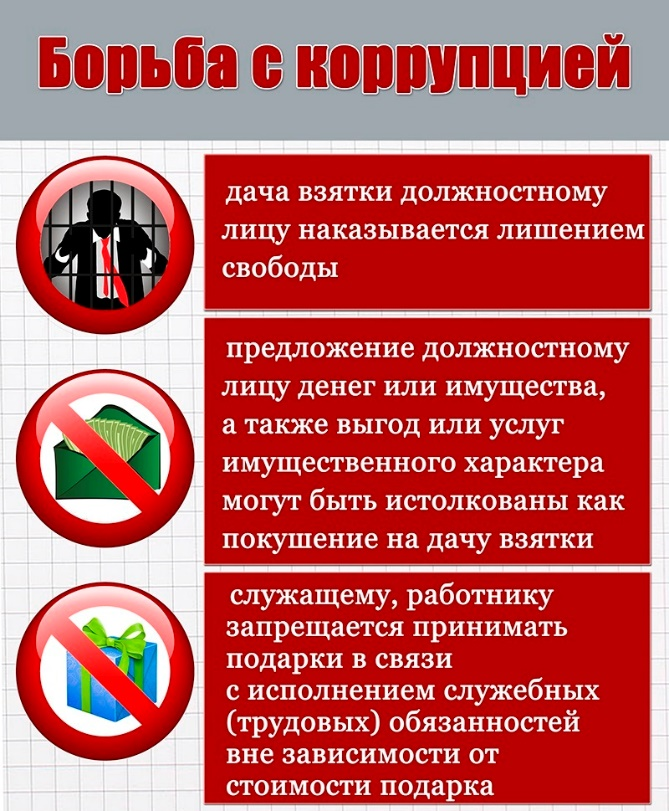 Борьба с коррупцией
дача взятки должностному
лицу наказывается лишением
свободы
предложение должностному
лицу денег или имущества,
а также выгод или услуг
имущественного характера
могут быть истолкованы как
покушение на дачу взятки
служащему, работнику
запрещается принимать
подарки в связи
с исполнением служебных
(трудовых) обязанностей
вне зависимости от
стоимости подарка